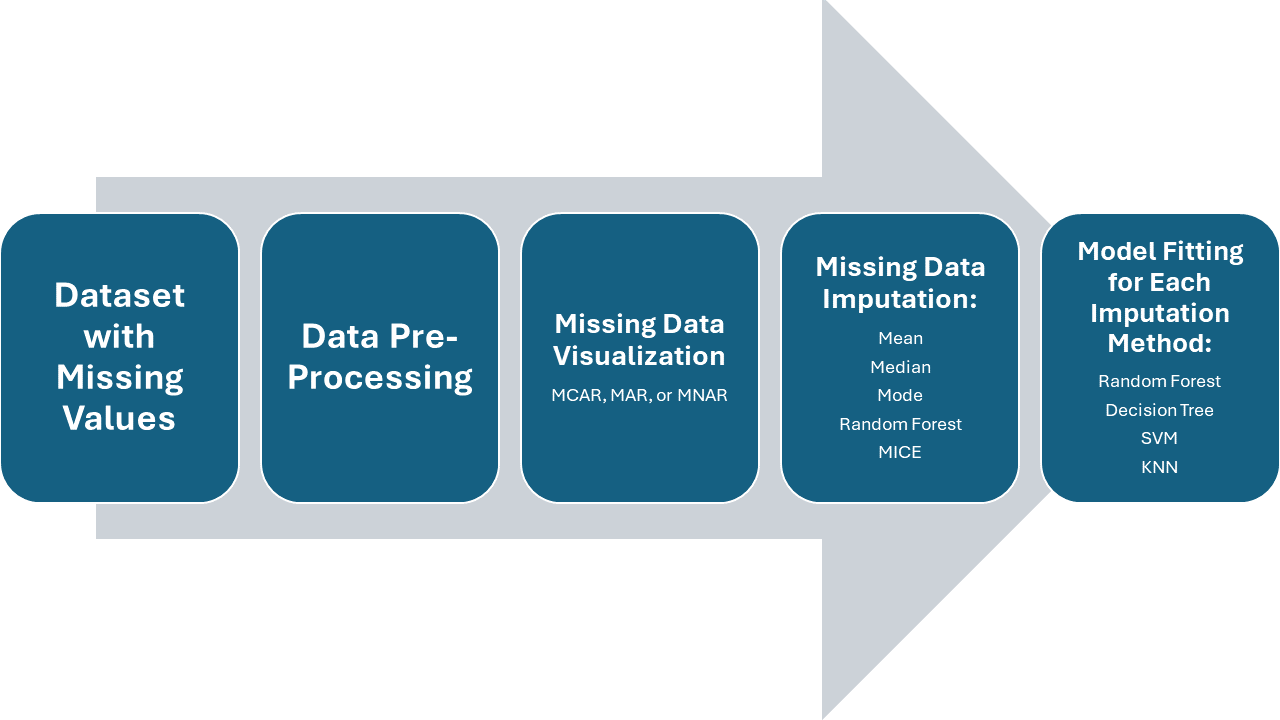 Dataset
with
Missing
Values
Data Pre-
Processing
Missing Data
Visualization
MCAR, MAR, or MNAR
Missing Data
Imputation:
Mean
Median
Mode
Random Forest
MICE
Model Fitting
for Each
Imputation
Method:
Random Forest
Decision Tree
SVM
KNN